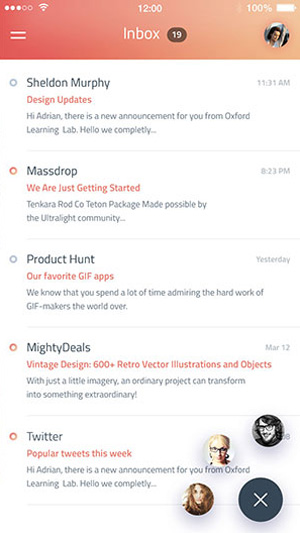 12:00
100%
Inbox 19
Sheldon Murphy 11:31 AM
Design Updates
Hi Adrian, there is a new announcement for you from Oxford
Learning Lab. Hello we completly...
Massdrop 8:23 PM
We Are Just Getting Started
Tenkara Rod Co Teton Package Made possible by
the Ultralight community...
Product Hunt Yesterday
Our favorite GIF apps
We know that you spend a lot of time admiring the hard work of
GIF-makers the world over.
MightyDeals Mar 12
Vintage Design: 600+ Retro Vector Illustrations and Objects
With just a little imagery, an ordinary project can transform
into something extraordinary!
Twitter
Popular tweets this week
Hi Adrian, there is a new announcement for you from Oxford
Learning Lab. Hello we completly...